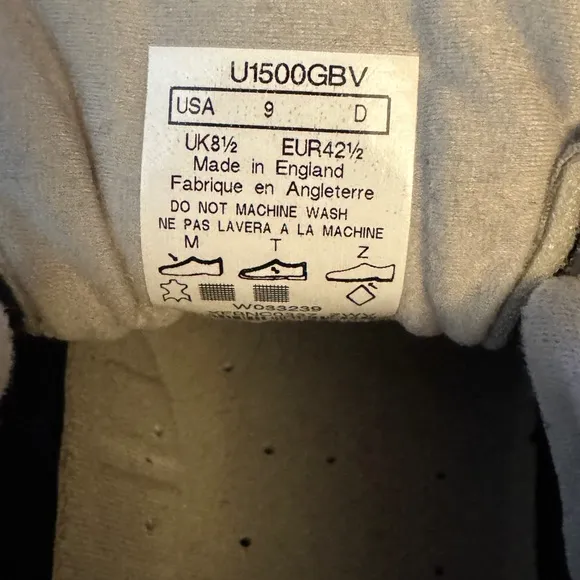 U1500GBV
USA 9 D
UK8½ EUR42½
Made in England
Fabrique en Angleterre
DO NOT MACHINE WASH
NE PAS LAVERA A LA MACHINE
M T Z
W033239